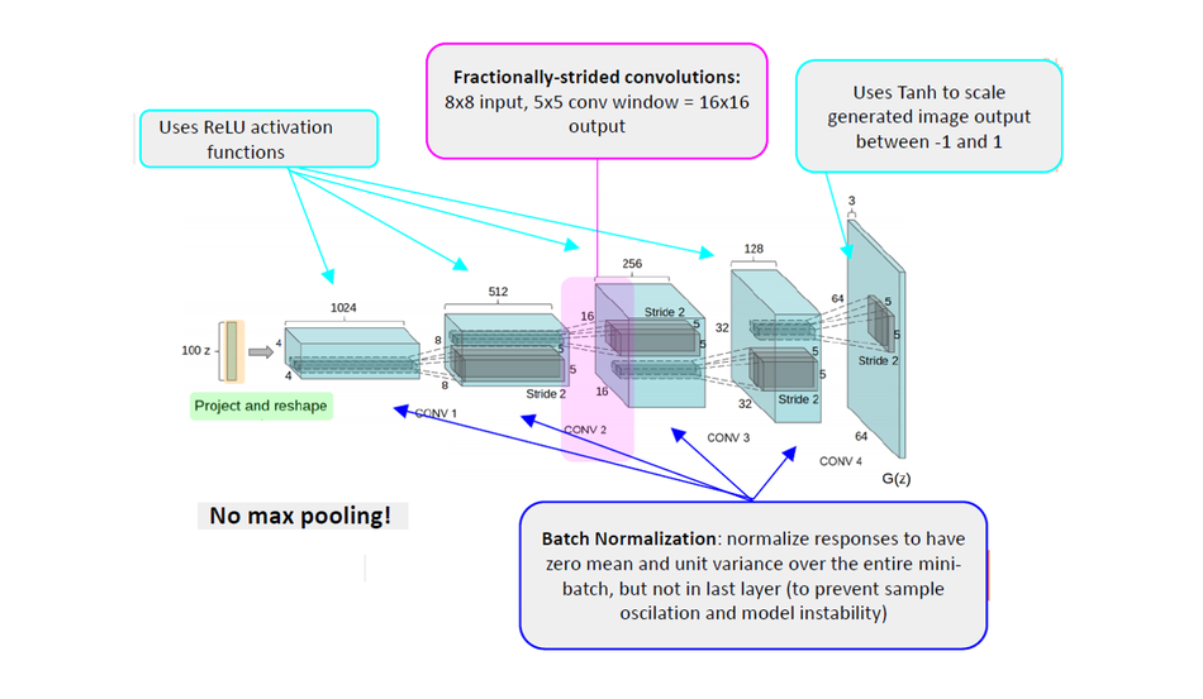 Fractionally-strided convolutions:
8x8 input, 5x5 conv window = 16x16
output
Uses Tanh to scale
generated image output
between -1 and 1
Uses ReLU activation
functions
3
128
256
512
1024
64
5
16
Stride 2
5
32
5
8
4
5
5
100 z
5
5
Stride 2
4
8
5
Stride 2
16
5
Stride 2
32
Project and reshape
CONV 1
CONV 2
CONV 3
64
CONV 4
G(z)
No max pooling!
Batch Normalization: normalize responses to have
zero mean and unit variance over the entire mini-
batch, but not in last layer (to prevent sample
oscilation and model instability)